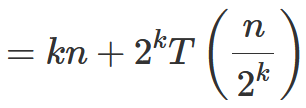 = kn + 2^k T ( n / 2^k )